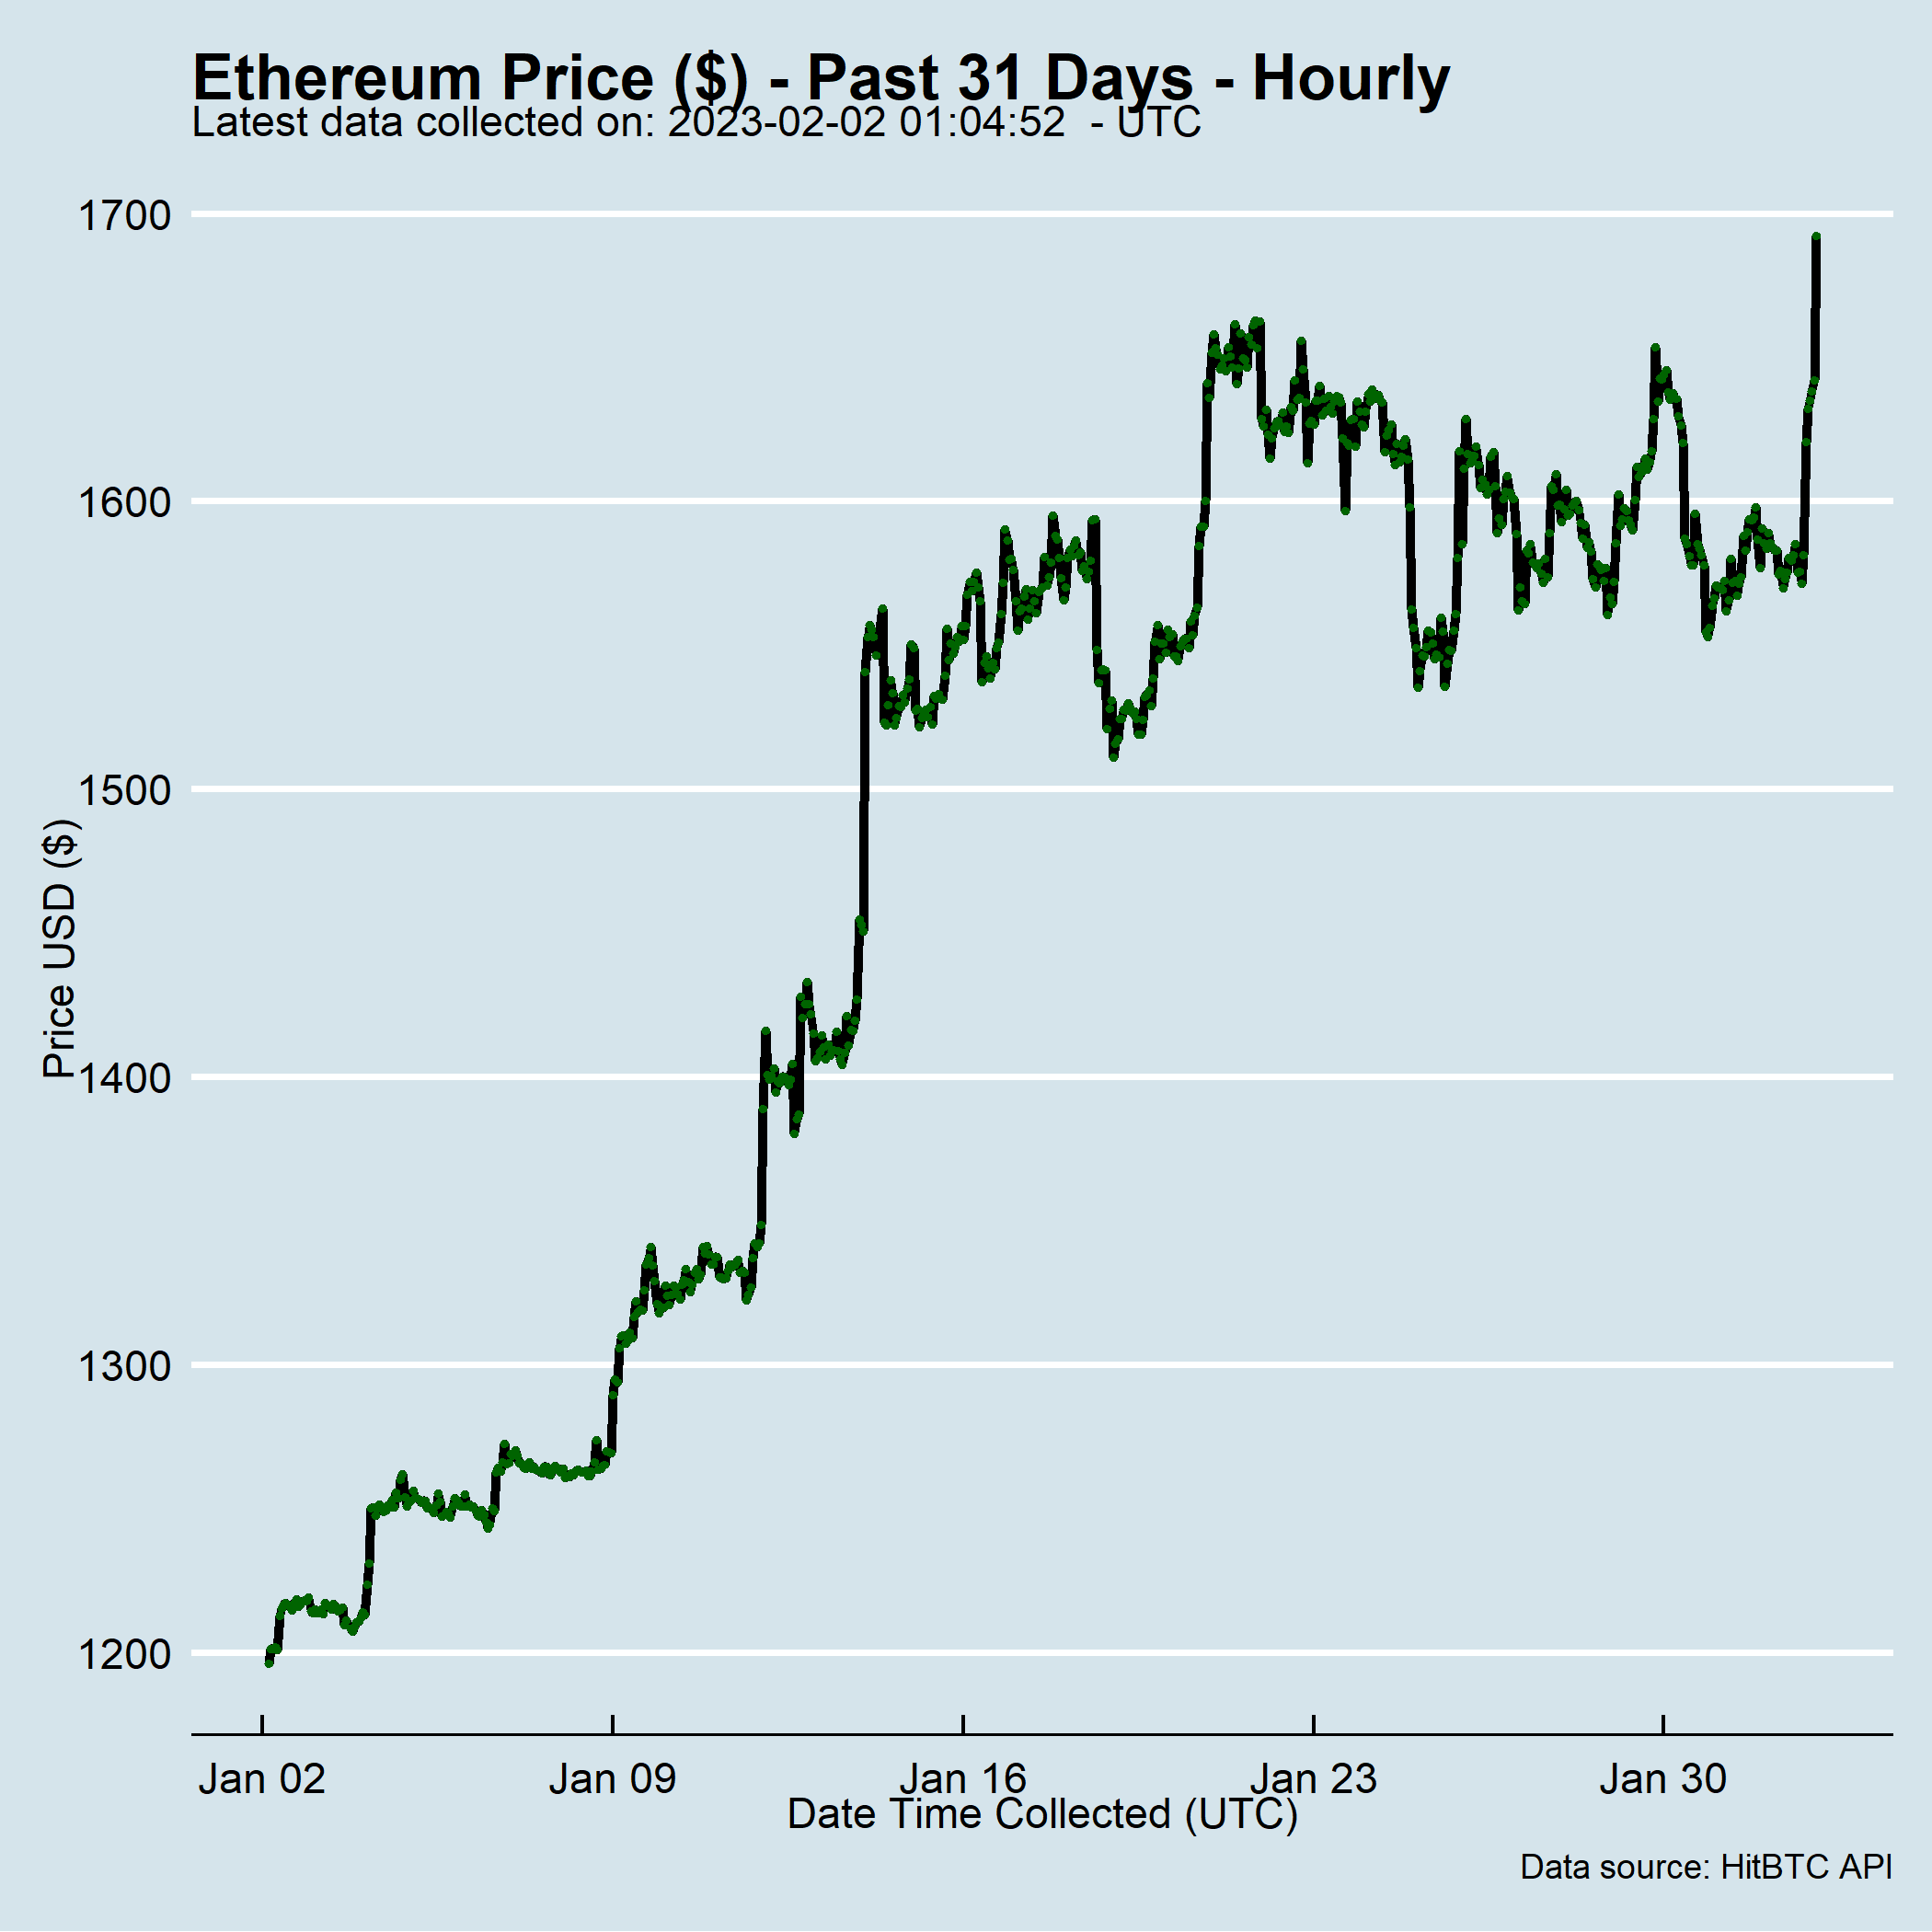 Ethereum Price ($) - Past 31 Days - Hourly
Latest data collected on: 2023-02-02 01:04:52  - UTC
1700
1600
1500
1400
1300
1200
Price USD ($)
Jan 02 Jan 09 Jan 16 Jan 23 Jan 30
Date Time Collected (UTC)
Data source: HitBTC API